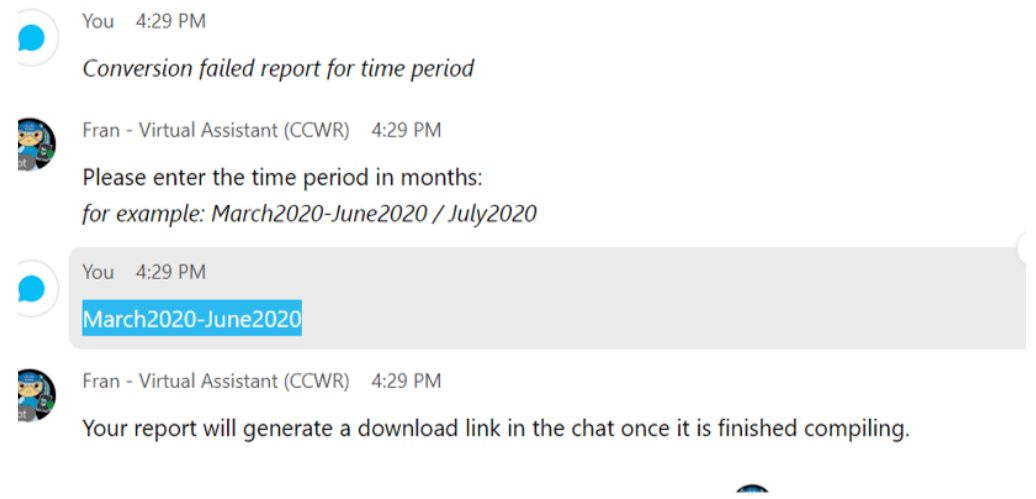 You 4:29 PM
Conversion failed report for time period
Fran - Virtual Assistant (CCWR) 4:29 PM
Please enter the time period in months:
for example: March2020-June2020 / July2020
You 4:29 PM
March2020-June2020
Fran - Virtual Assistant (CCWR) 4:29 PM
Your report will generate a download link in the chat once it is finished compiling.